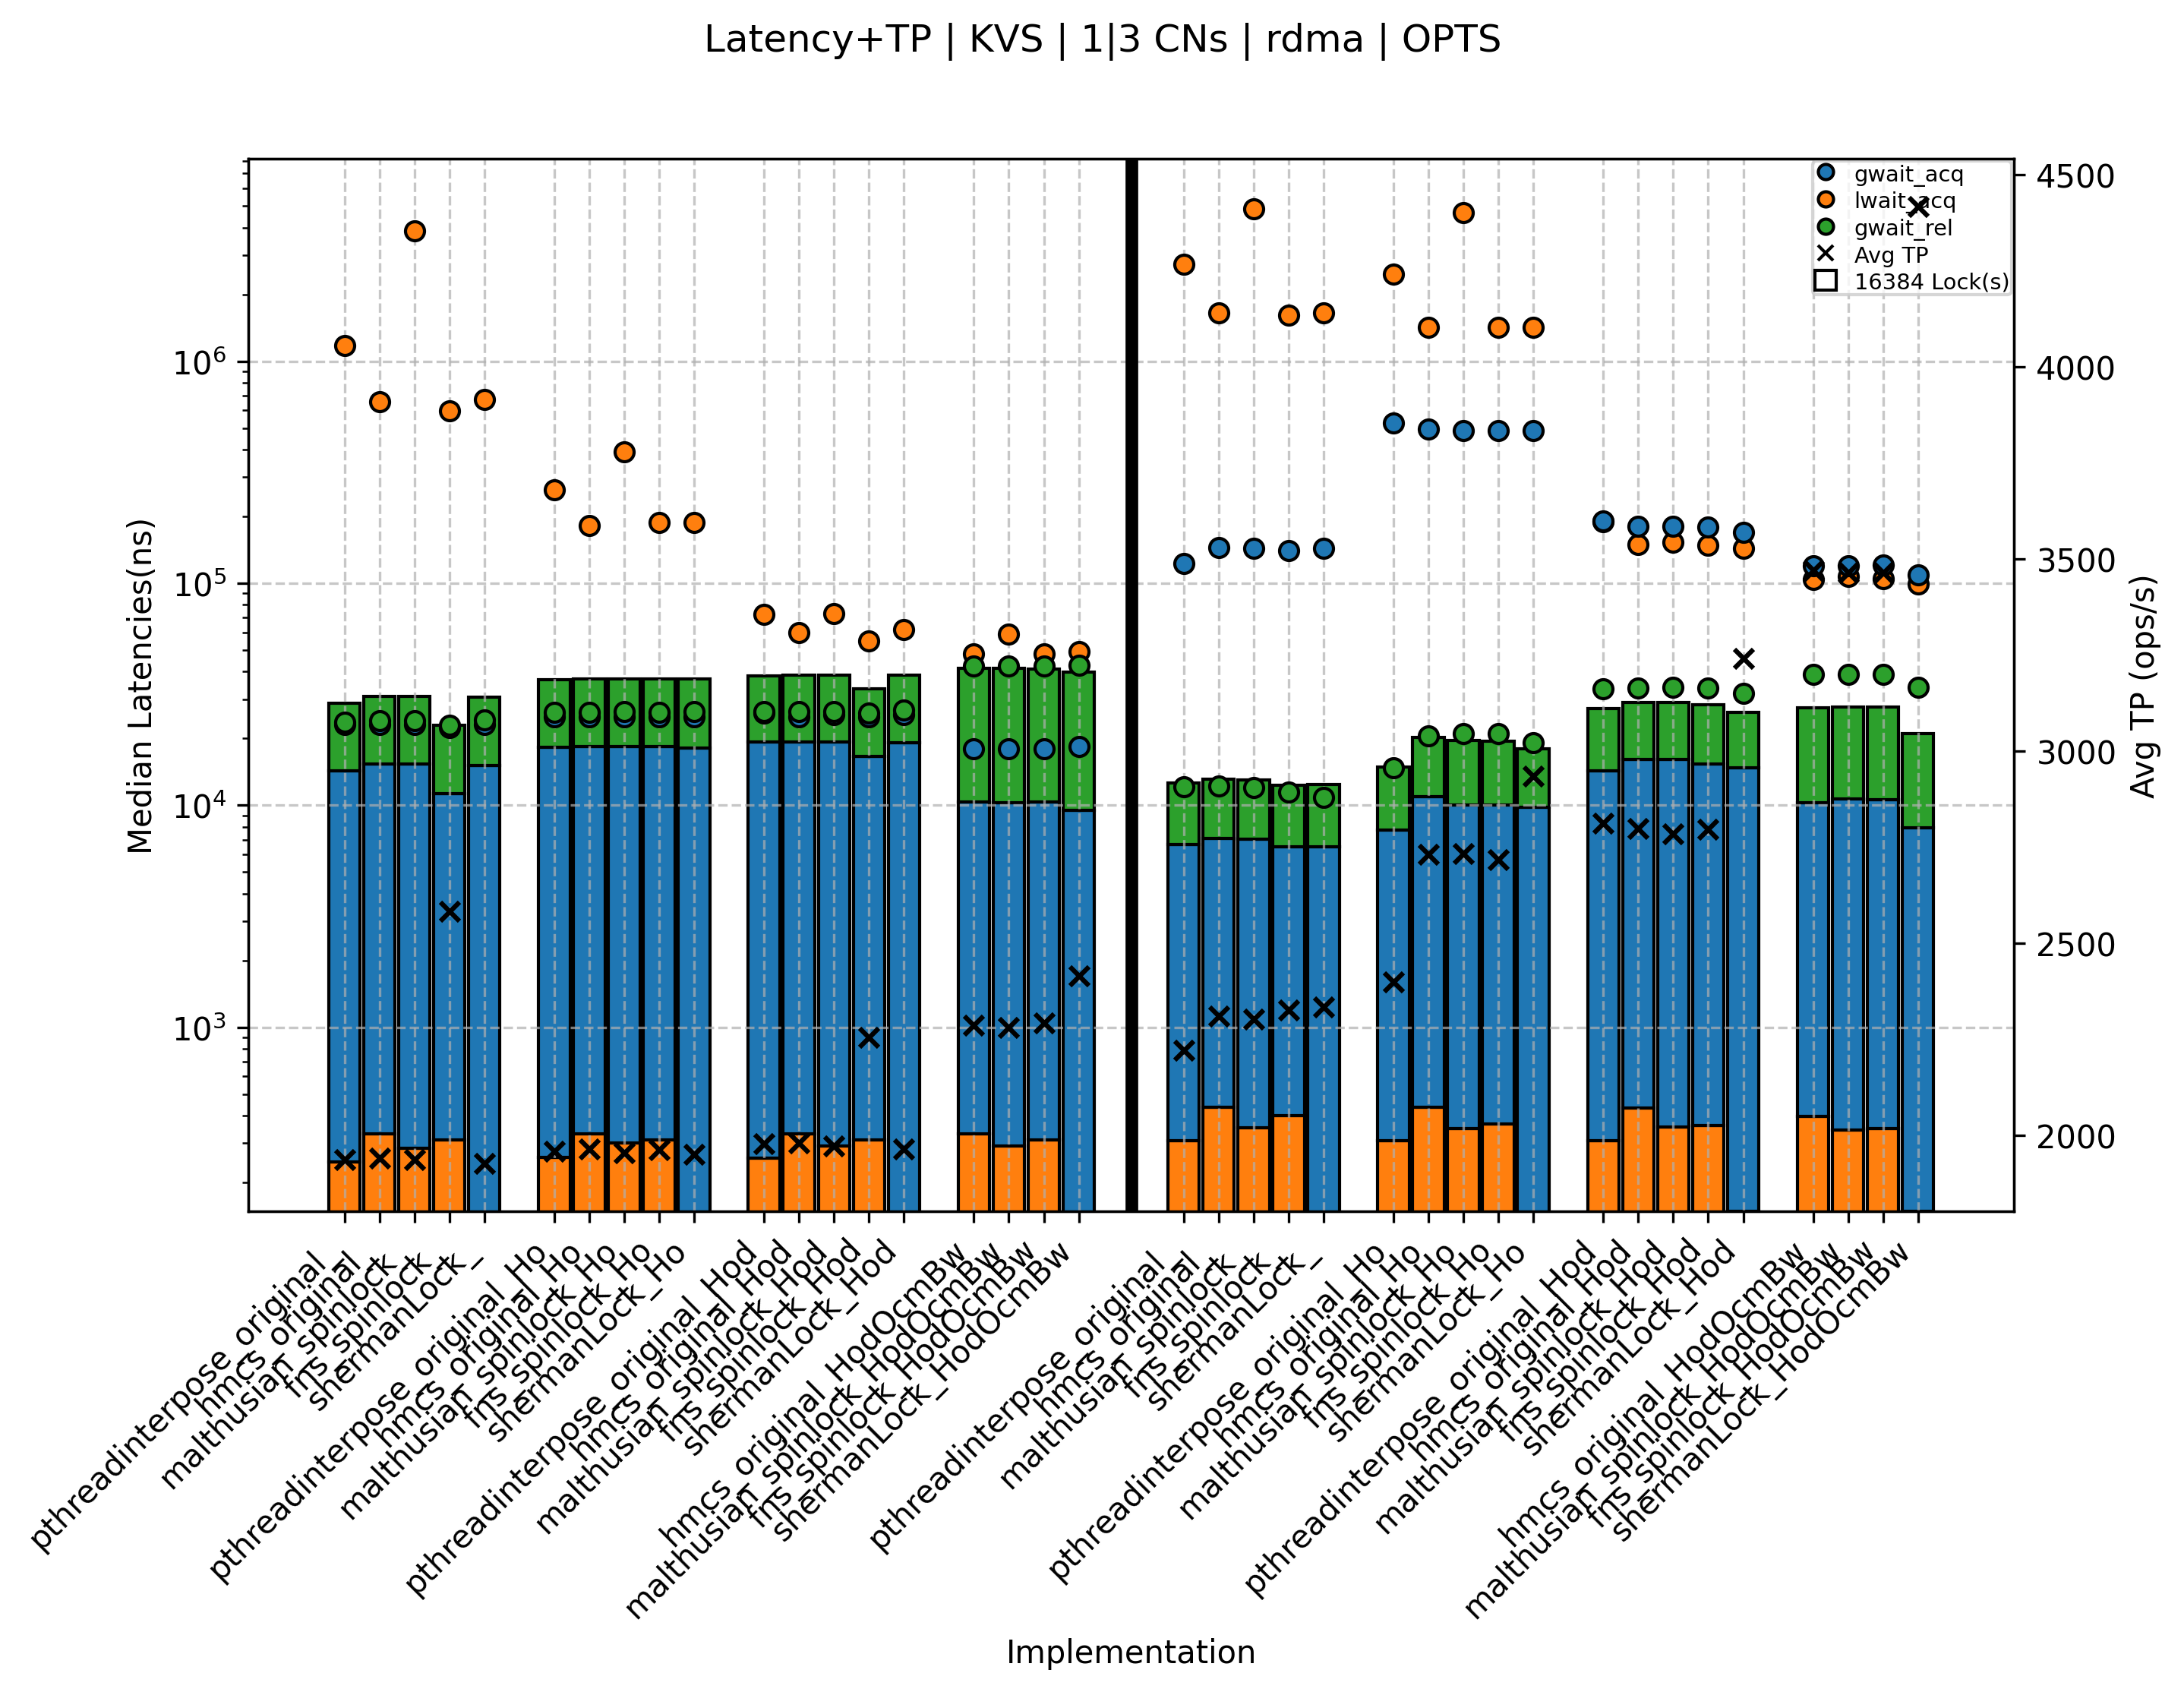 Latency+TP | KVS | 1|3 CNs | rdma | OPTS
Median Latencies(ns)
10^6
10^5
10^4
10^3
gwait_acq
lwait_acq
gwait_rel
Avg TP
16384 Lock(s)
4500
4000
3500
3000
2500
2000
Avg TP (ops/s)
pthreadinterpose_original
hmcs_original
malthusian_spinlock
fns_spinlock
shermanLock_
pthreadinterpose_original_Ho
hmcs_original_Ho
malthusian_spinlock_Ho
fns_spinlock_Ho
shermanLock_Ho
pthreadinterpose_original_Hod
hmcs_original_Hod
malthusian_spinlock_Hod
fns_spinlock_Hod
shermanLock_Hod
hmcs_original_HodOcmBw
malthusian_spinlock_HodOcmBw
fns_spinlock_HodOcmBw
shermanLock_HodOcmBw
pthreadinterpose_original
hmcs_original
malthusian_spinlock
fns_spinlock
shermanLock_
pthreadinterpose_original_Ho
hmcs_original_Ho
malthusian_spinlock_Ho
fns_spinlock_Ho
shermanLock_Ho
pthreadinterpose_original_Hod
hmcs_original_Hod
malthusian_spinlock_Hod
fns_spinlock_Hod
shermanLock_Hod
hmcs_original_HodOcmBw
malthusian_spinlock_HodOcmBw
fns_spinlock_HodOcmBw
shermanLock_HodOcmBw
Implementation